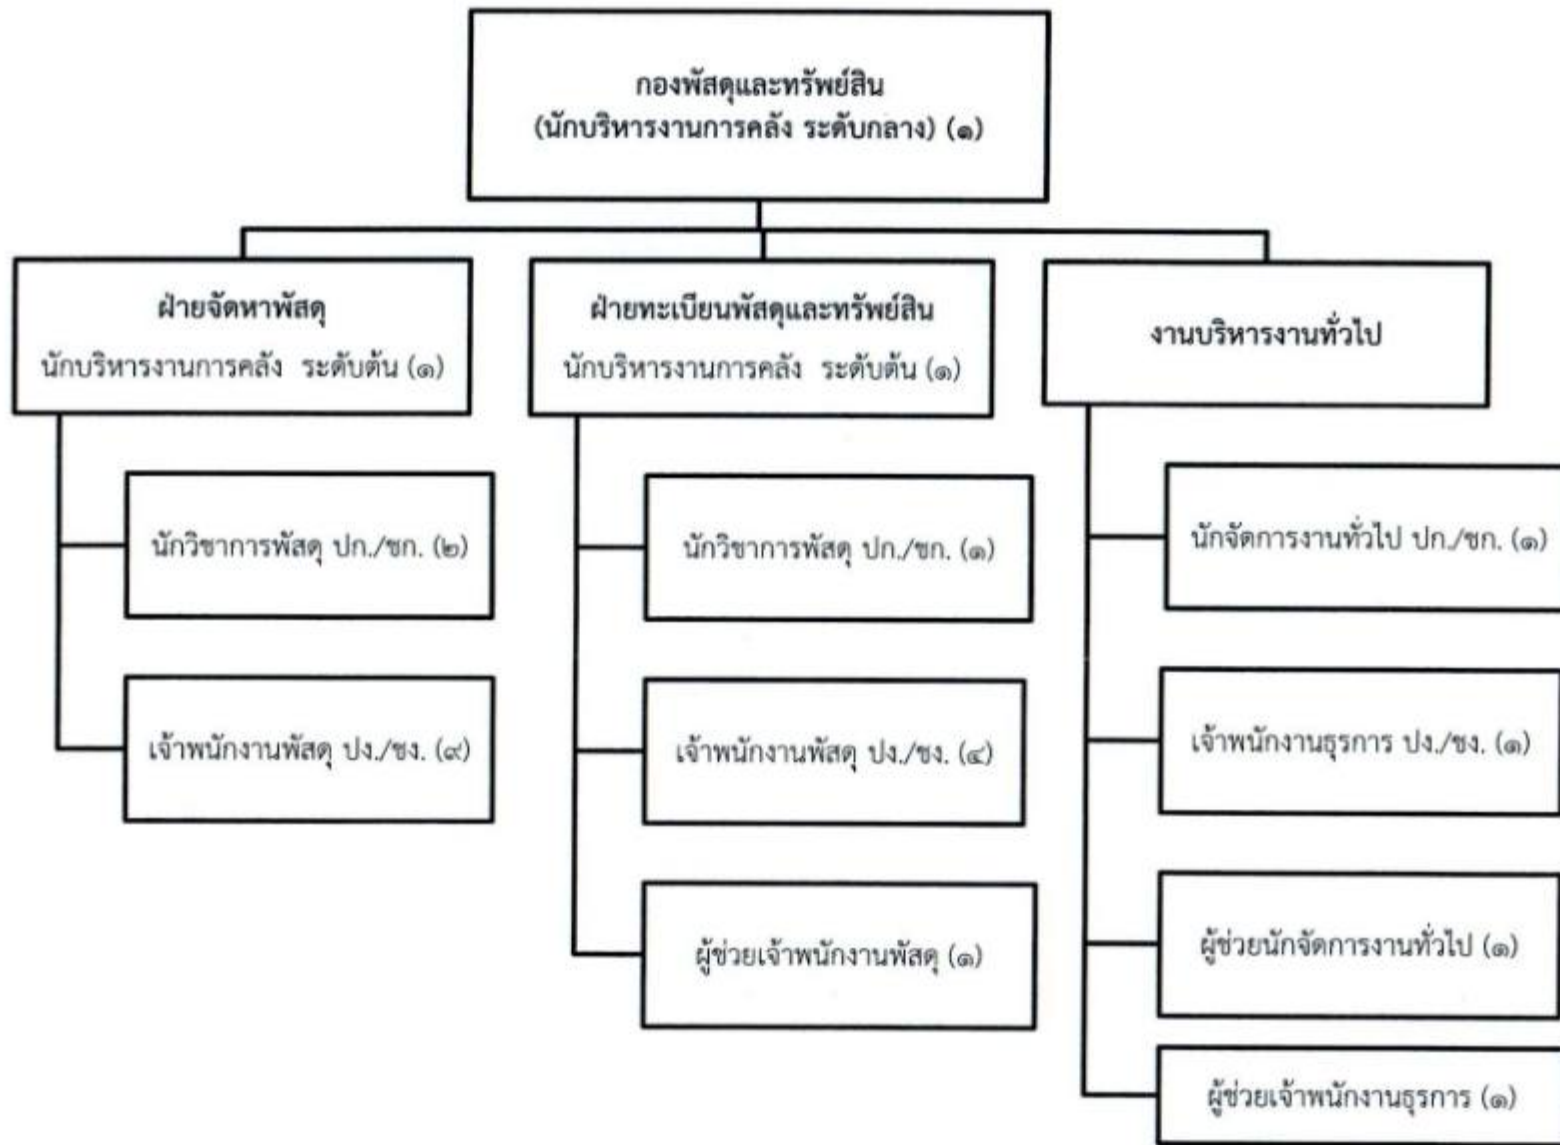 กองพัสดุและทรัพย์สิน
(นักบริหารงานการคลัง ระดับกลาง) (๑)
ฝ่ายจัดหาพัสดุ
นักบริหารงานการคลัง ระดับต้น (๑)
นักวิชาการพัสดุ ปก./ชก. (๒)
เจ้าพนักงานพัสดุ ปง./ชง. (๙)
ฝ่ายทะเบียนพัสดุและทรัพย์สิน
นักบริหารงานการคลัง ระดับต้น (๑)
นักวิชาการพัสดุ ปก./ชก. (๑)
เจ้าพนักงานพัสดุ ปง./ชง. (๔)
ผู้ช่วยเจ้าพนักงานพัสดุ (๑)
งานบริหารงานทั่วไป
นักจัดการงานทั่วไป ปก./ชก. (๑)
เจ้าพนักงานธุรการ ปง./ชง. (๑)
ผู้ช่วยนักจัดการงานทั่วไป (๑)
ผู้ช่วยเจ้าพนักงานธุรการ (๑)